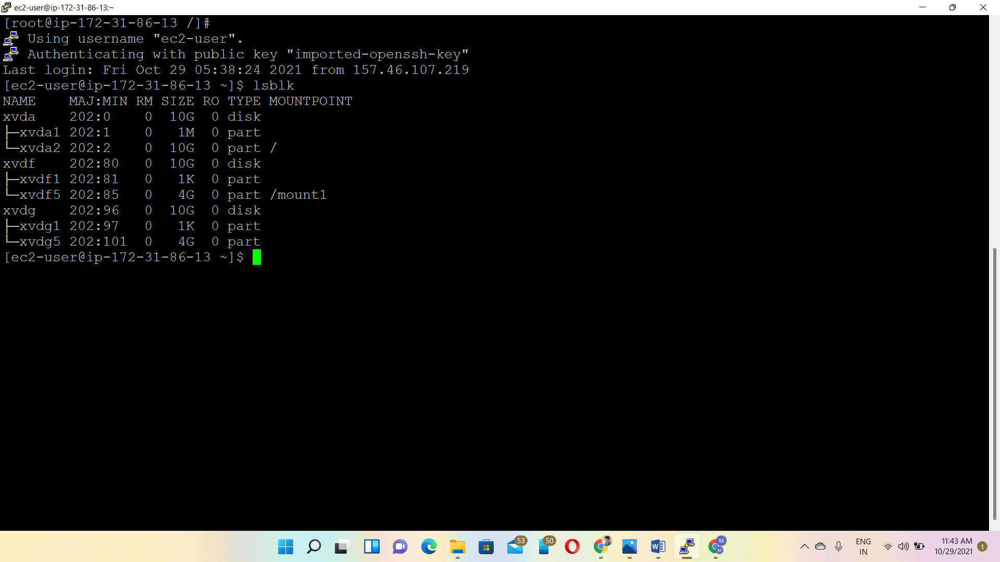 ec2-user@ip-172-31-86-13:~
[root@ip-172-31-86-13 /]#
Using username "ec2-user".
Authenticating with public key "imported-openssh-key"
Last login: Fri Oct 29 05:38:24 2021 from 157.46.107.219
[ec2-user@ip-172-31-86-13 ~]$ lsblk
NAME    MAJ:MIN RM SIZE RO TYPE MOUNTPOINT
xvda    202:0    0  10G  0 disk
├─xvda1 202:1    0   1M  0 part
└─xvda2 202:2    0  10G  0 part /
xvdf    202:80   0  10G  0 disk
├─xvdf1 202:81   0   1K  0 part
└─xvdf5 202:85   0   4G  0 part /mount1
xvdg    202:96   0  10G  0 disk
├─xvdg1 202:97   0   1K  0 part
└─xvdg5 202:101  0   4G  0 part
[ec2-user@ip-172-31-86-13 ~]$
53
50
M
M
ENG
IN
11:43 AM
10/29/2021
1